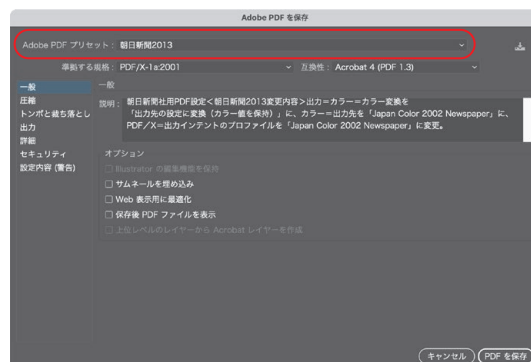 Adobe PDF を保存
Adobe PDF プリセット： 朝日新聞2013
準拠する規格： PDF/X-1a:2001 互換性： Acrobat 4 (PDF 1.3)
一般
圧縮
トンボと裁ち落とし
出力
詳細
セキュリティ
設定内容 (警告)
一般
説明： 朝日新聞社用PDF設定<朝日新聞2013変更内容>出力=カラー=カラー変換を
「出力先の設定に変換（カラー値を保持）」に、カラー=出力先を「Japan Color 2002 Newspaper」に、
PDF/X=出力インテントのプロファイルを「Japan Color 2002 Newspaper」に変更。
オプション
Illustrator の編集機能を保持
サムネールを埋め込み
Web 表示用に最適化
保存後 PDF ファイルを表示
上位レベルのレイヤーから Acrobat レイヤーを作成
キャンセル PDF を保存